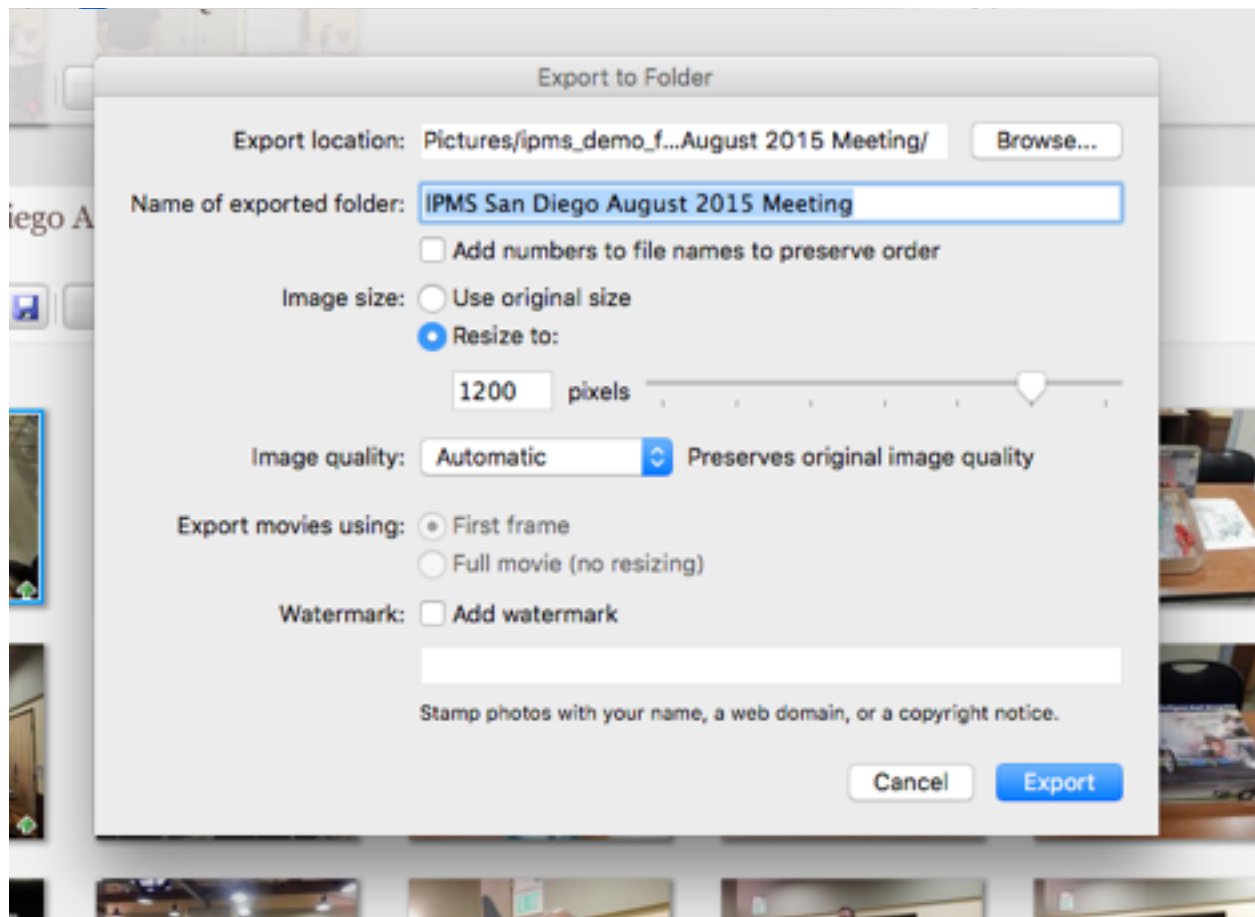 Export to Folder
Export location: Pictures/ipms_demo_f...August 2015 Meeting/ Browse...
iego A
Name of exported folder: IPMS San Diego August 2015 Meeting
Add numbers to file names to preserve order
Image size: Use original size
Resize to:
1200 pixels
Image quality: Automatic Preserves original image quality
Export movies using: First frame
Full movie (no resizing)
Watermark: Add watermark
Stamp photos with your name, a web domain, or a copyright notice.
Cancel Export